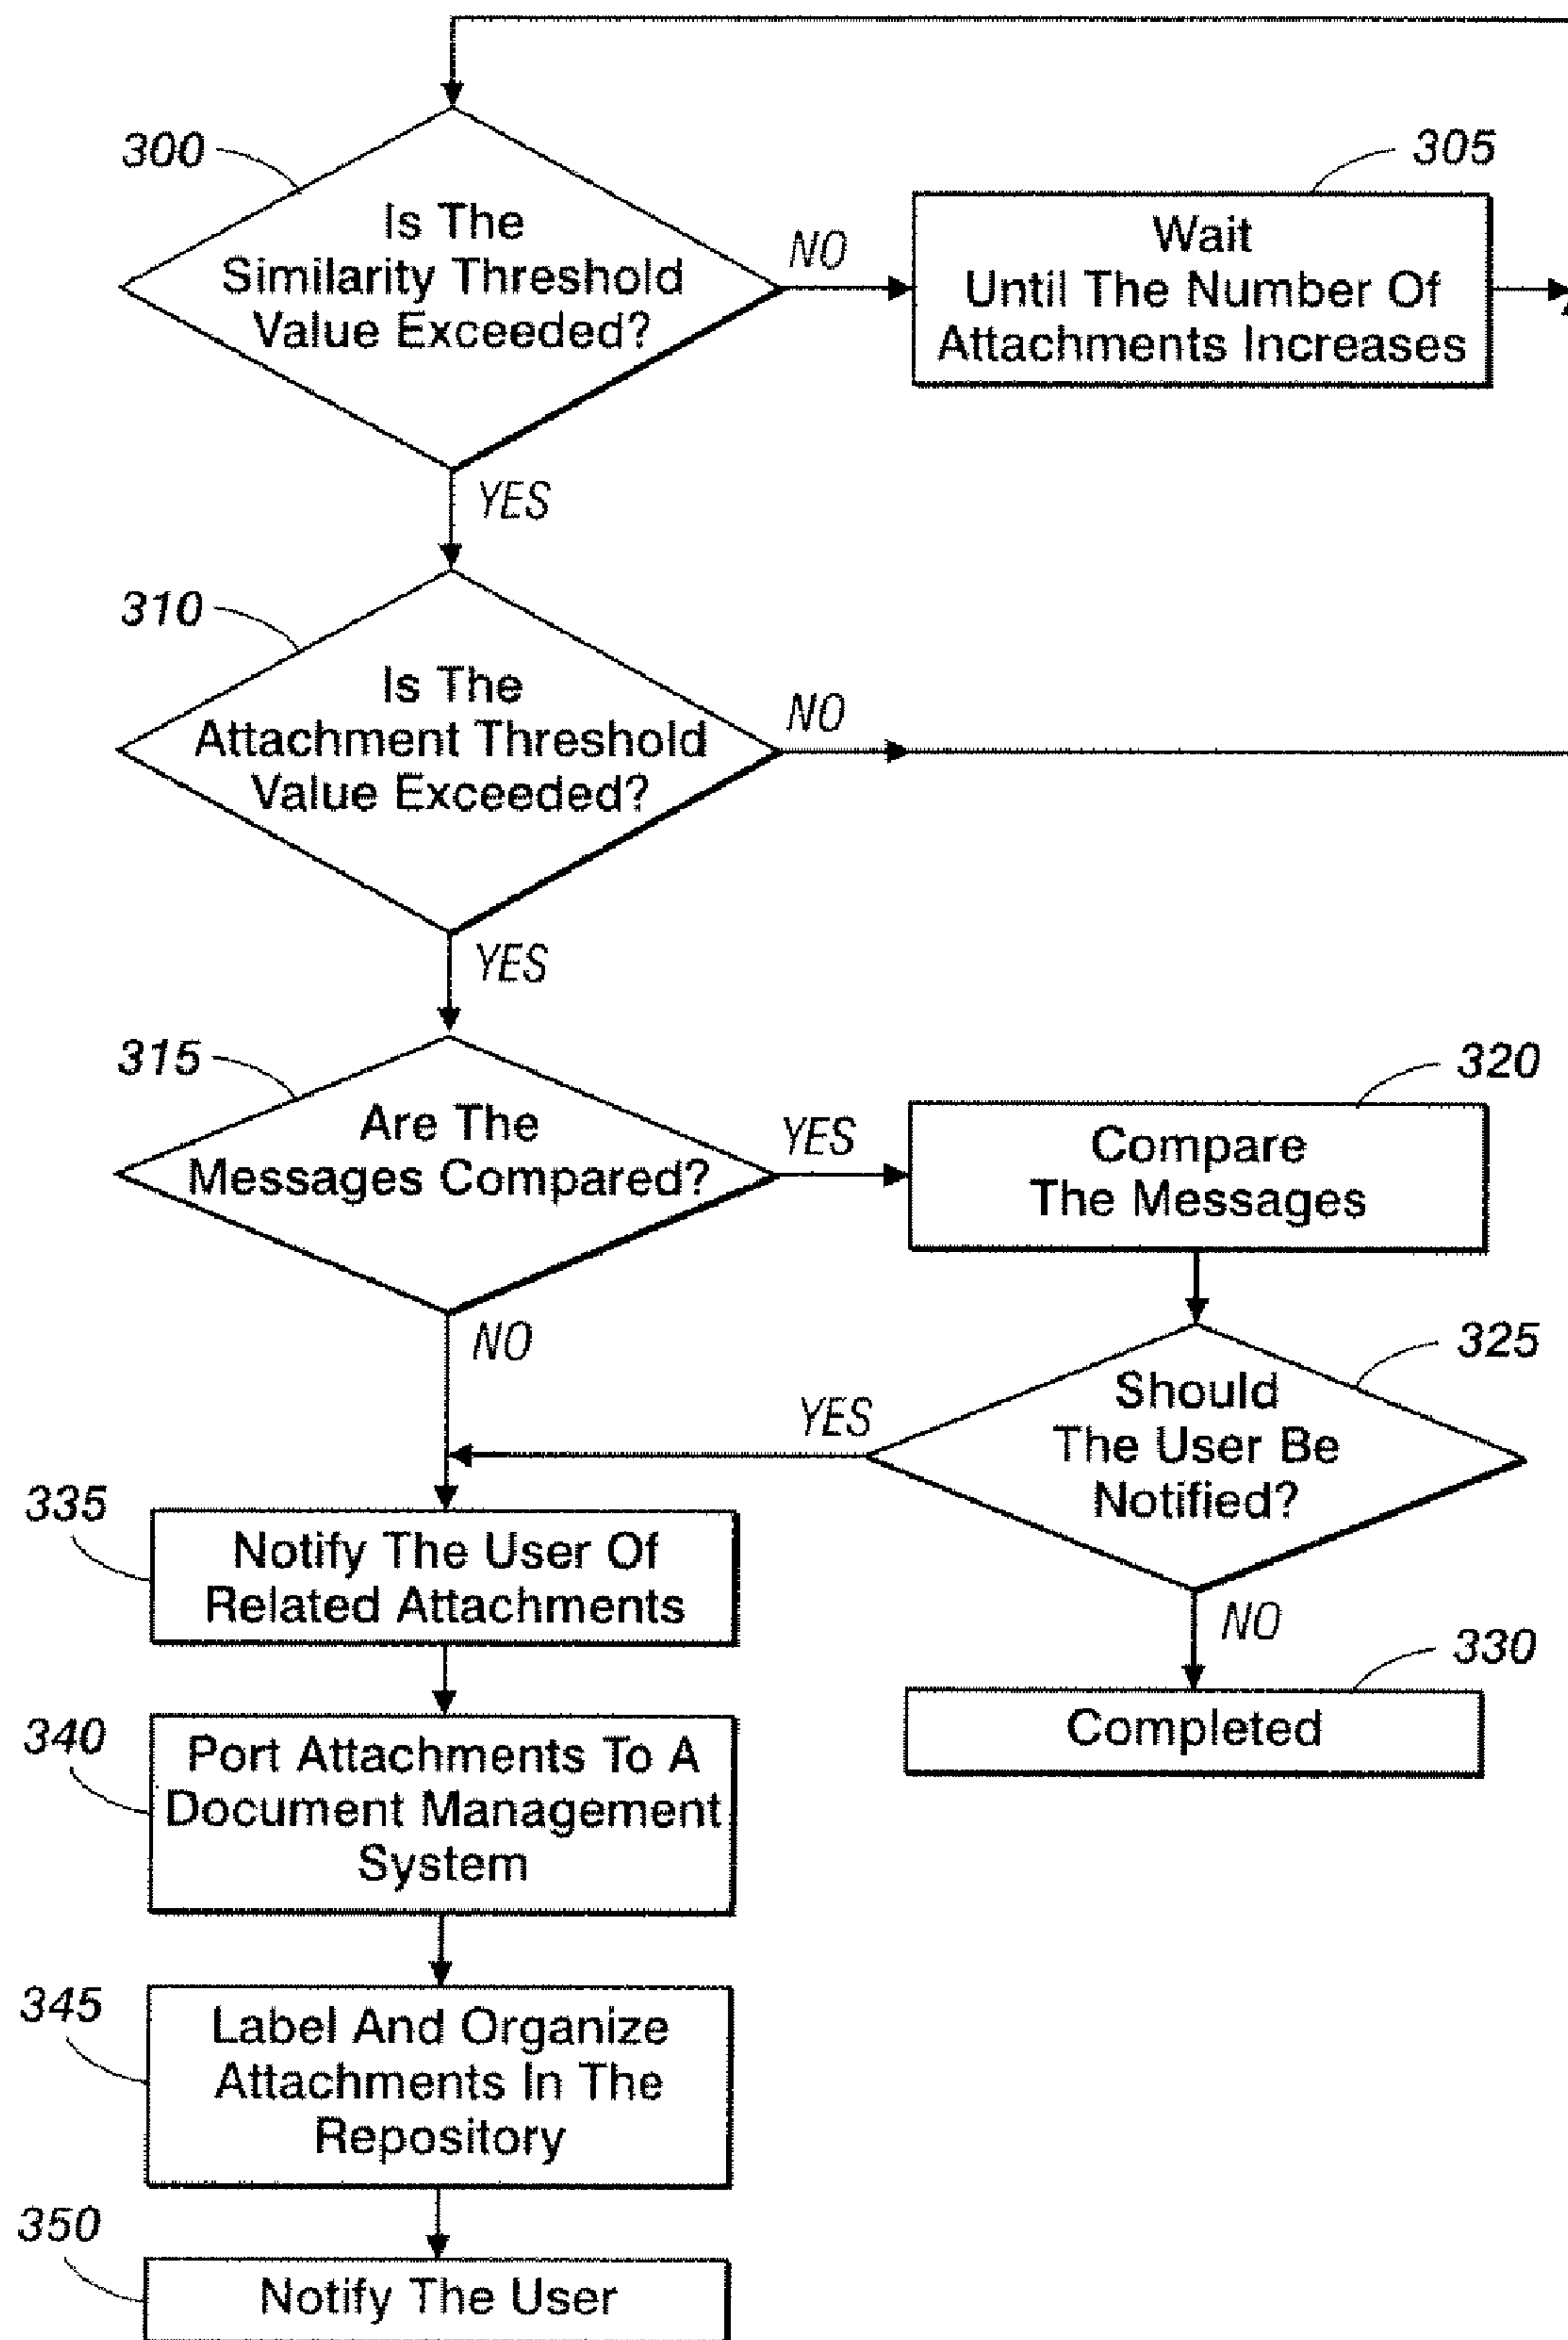 300
Is The
Similarity Threshold
Value Exceeded?
NO
305
Wait
Until The Number Of
Attachments Increases
YES
310
Is The
Attachment Threshold
Value Exceeded?
NO
YES
315
Are The
Messages Compared?
YES
320
Compare
The Messages
NO
325
Should
The User Be
Notified?
YES
NO
330
Completed
335
Notify The User Of
Related Attachments
340
Port Attachments To A
Document Management
System
345
Label And Organize
Attachments In The
Repository
350
Notify The User